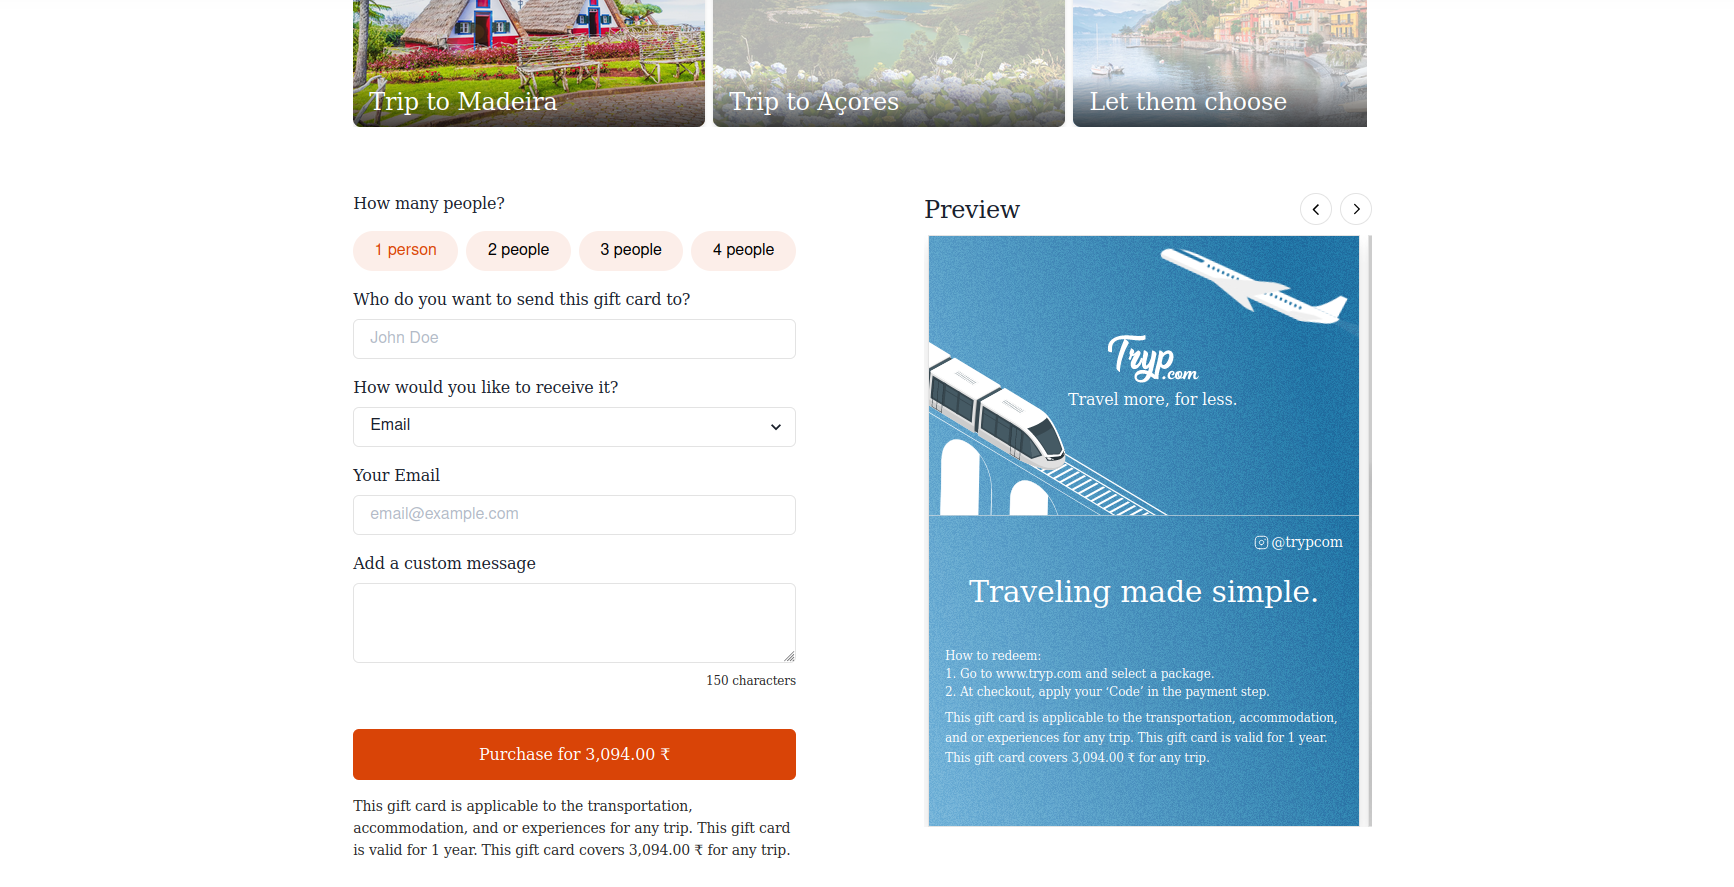 Trip to Madeira
Trip to Açores
Let them choose
How many people?
1 person
2 people
3 people
4 people
Who do you want to send this gift card to?
John Doe
How would you like to receive it?
Email
Your Email
email@example.com
Add a custom message
150 characters
Purchase for 3,094.00 ₹
This gift card is applicable to the transportation,
accommodation, and or experiences for any trip. This gift card
is valid for 1 year. This gift card covers 3,094.00 ₹ for any trip.
Preview
Tryp.com
Travel more, for less.
@trypcom
Traveling made simple.
How to redeem:
1. Go to www.tryp.com and select a package.
2. At checkout, apply your ‘Code’ in the payment step.
This gift card is applicable to the transportation, accommodation,
and or experiences for any trip. This gift card is valid for 1 year.
This gift card covers 3,094.00 ₹ for any trip.